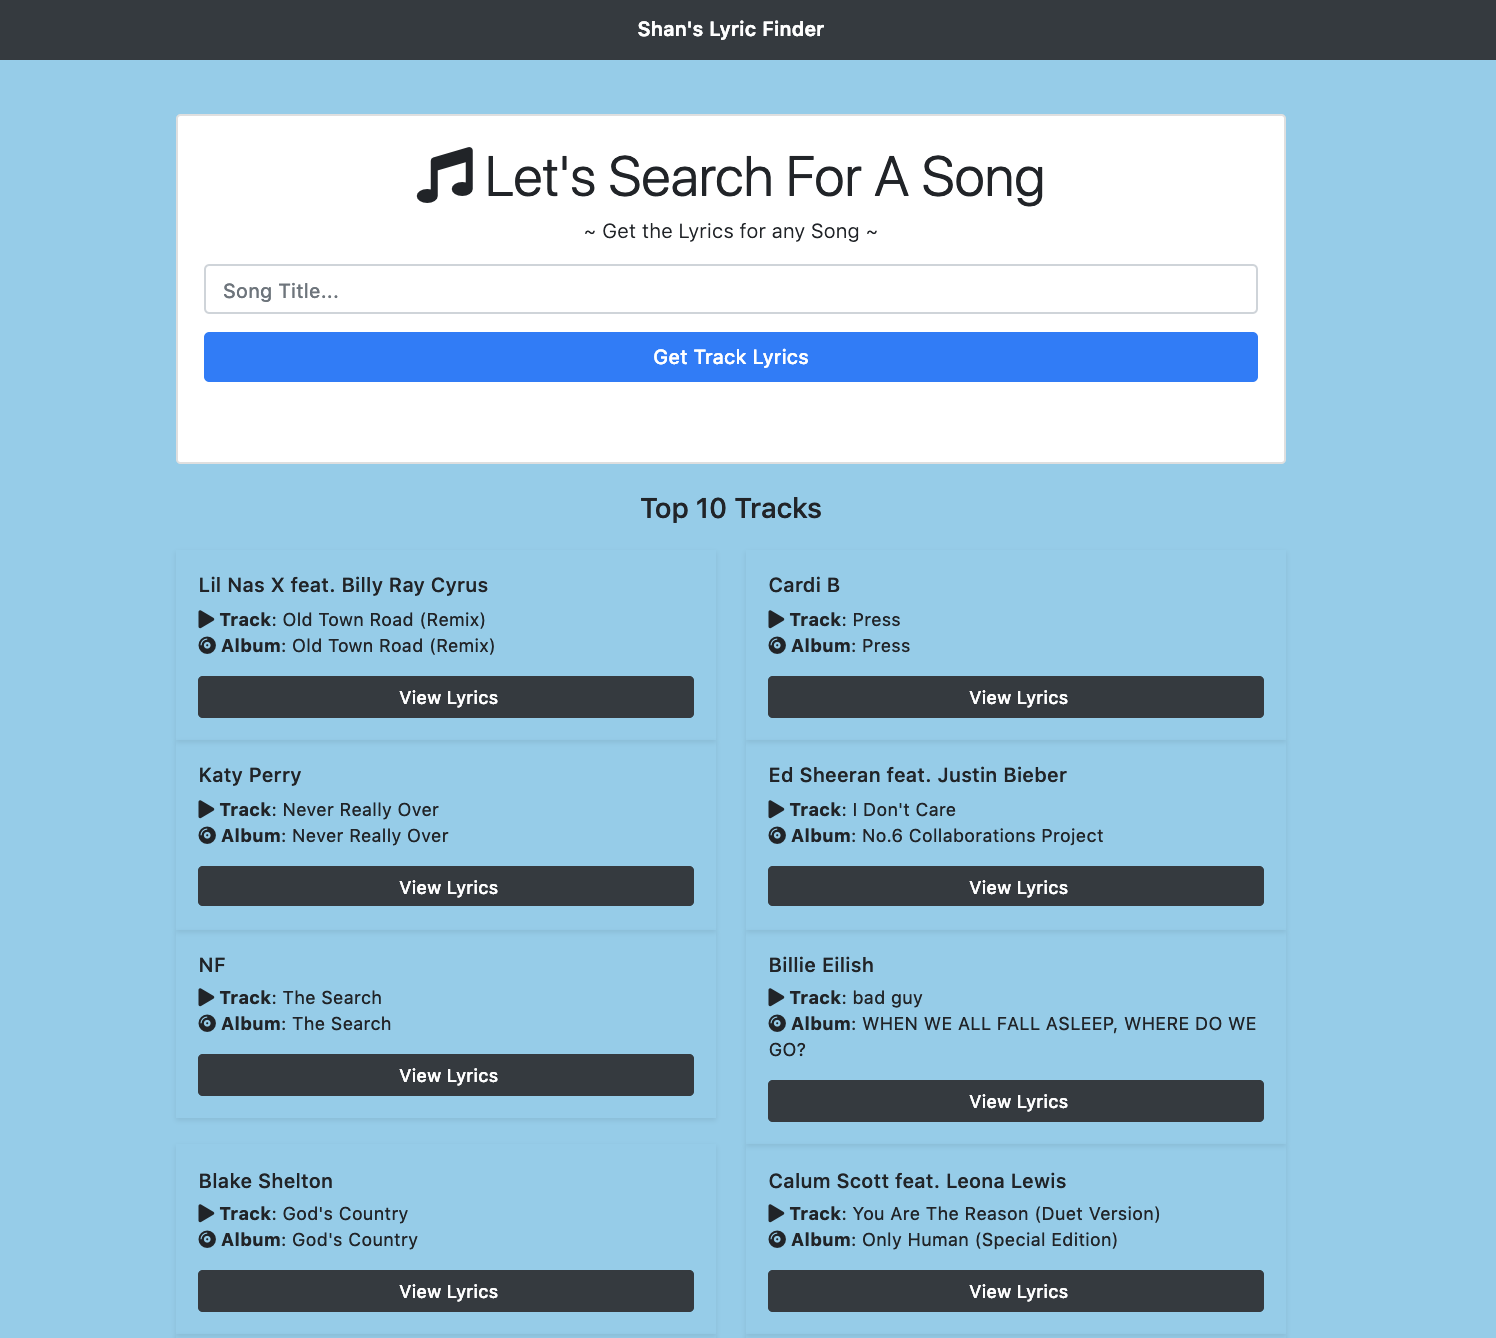 Shan's Lyric Finder
Let's Search For A Song
~ Get the Lyrics for any Song ~
Song Title...
Get Track Lyrics
Top 10 Tracks
Lil Nas X feat. Billy Ray Cyrus
Track: Old Town Road (Remix)
Album: Old Town Road (Remix)
View Lyrics
Cardi B
Track: Press
Album: Press
View Lyrics
Katy Perry
Track: Never Really Over
Album: Never Really Over
View Lyrics
Ed Sheeran feat. Justin Bieber
Track: I Don't Care
Album: No.6 Collaborations Project
View Lyrics
NF
Track: The Search
Album: The Search
View Lyrics
Billie Eilish
Track: bad guy
Album: WHEN WE ALL FALL ASLEEP, WHERE DO WE
GO?
View Lyrics
Blake Shelton
Track: God's Country
Album: God's Country
View Lyrics
Calum Scott feat. Leona Lewis
Track: You Are The Reason (Duet Version)
Album: Only Human (Special Edition)
View Lyrics